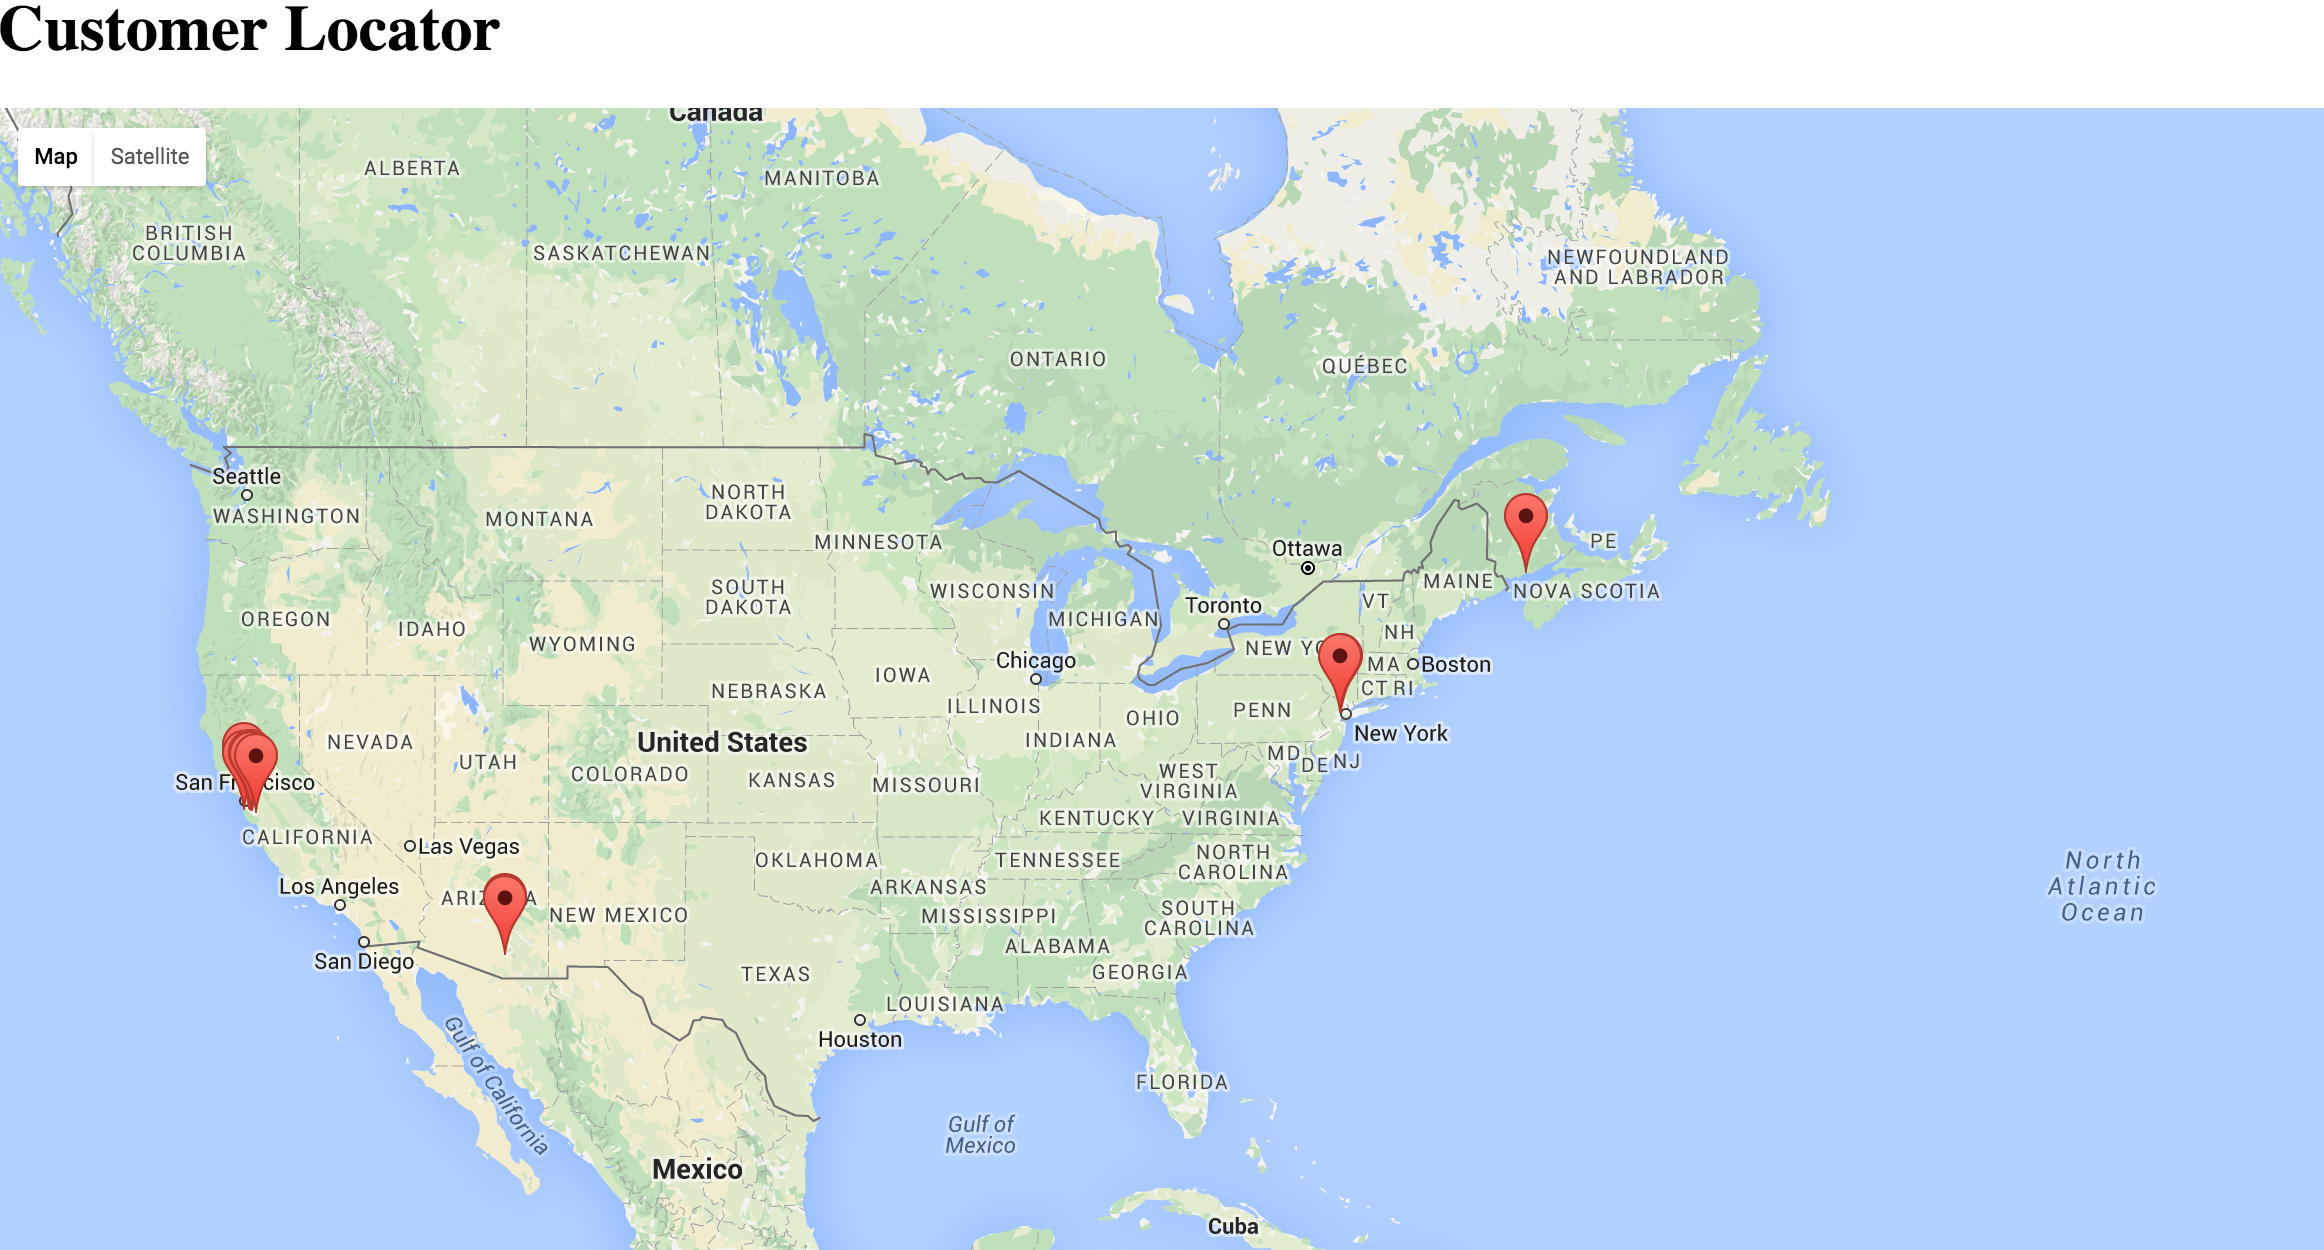 Customer Locator
Canada
Map
Satellite
ALBERTA
MANITOBA
BRITISH
COLUMBIA
SASKATCHEWAN
NEWFOUNDLAND
AND LABRADOR
ONTARIO
QUÉBEC
Seattle
WASHINGTON
MONTANA
NORTH
DAKOTA
MINNESOTA
Ottawa
PE
SOUTH
DAKOTA
WISCONSIN
MICHIGAN
MAINE
NOVA SCOTIA
OREGON
IDAHO
WYOMING
Toronto
VT
NH
NEW YO
Chicago
IOWA
MA
Boston
NEBRASKA
ILLINOIS
CT
RI
OHIO
PENN
New York
NEVADA
UTAH
United States
INDIANA
MD
DE
NJ
San Fr
cisco
COLORADO
KANSAS
MISSOURI
WEST
VIRGINIA
KENTUCKY
VIRGINIA
CALIFORNIA
Las Vegas
OKLAHOMA
TENNESSEE
NORTH
CAROLINA
North
Atlantic
Ocean
Los Angeles
ARIZ
A
NEW MEXICO
ARKANSAS
MISSISSIPPI
SOUTH
CAROLINA
San Diego
ALABAMA
TEXAS
GEORGIA
LOUISIANA
Houston
Gulf of California
FLORIDA
Gulf of
Mexico
Mexico
Cuba